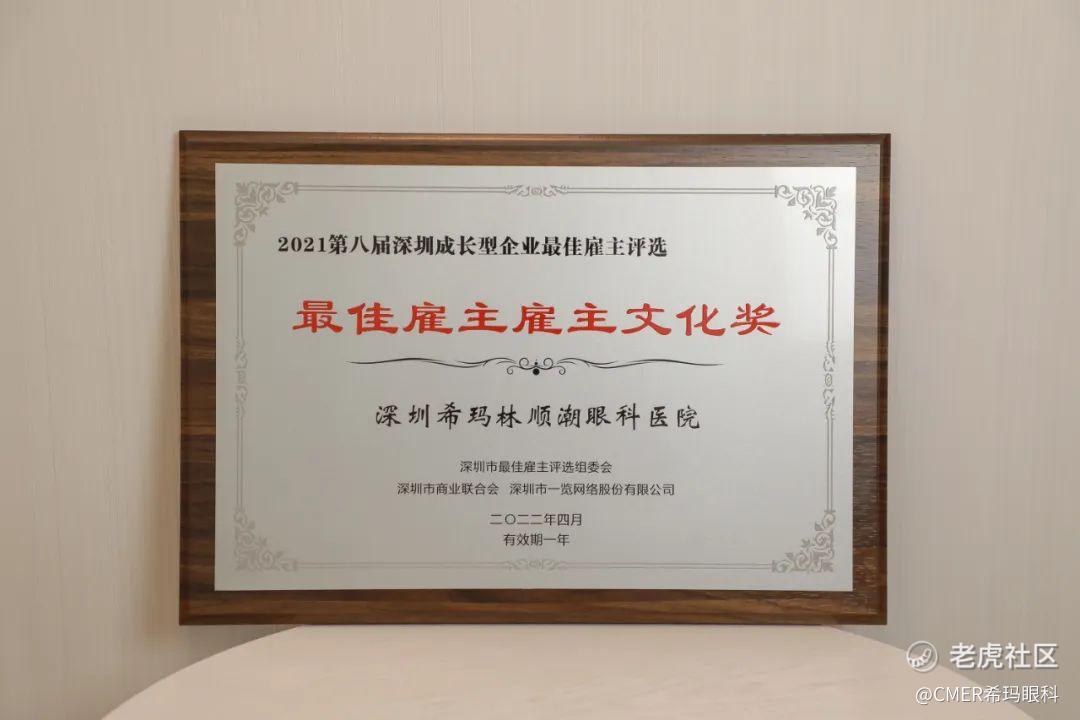 2021第八届深圳成长型企业最佳雇主评选
最佳雇主雇主文化奖
深圳希玛林顺潮眼科医院
深圳市最佳雇主评选组委会
深圳市商业联合会 深圳市一览网络股份有限公司
二〇二二年四月
有效期一年
老虎社区
@CMER希玛眼科